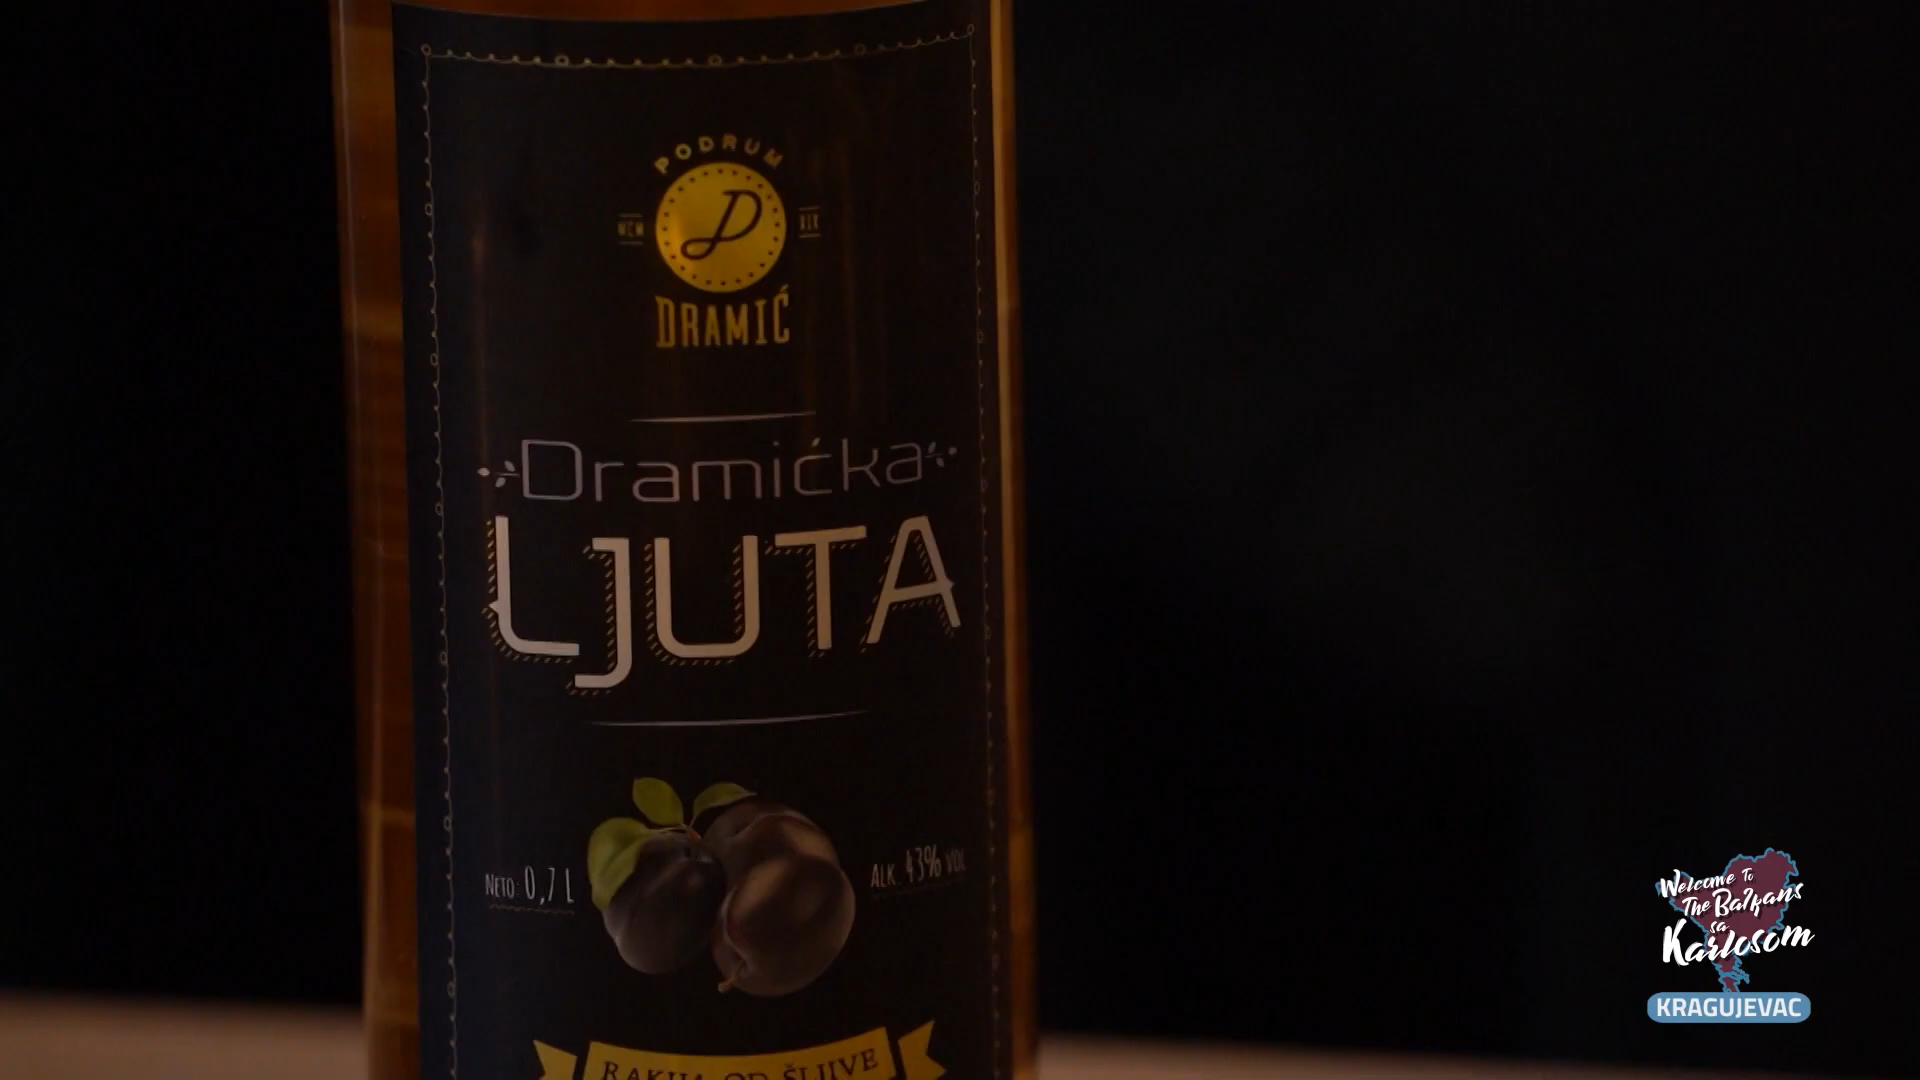 PODRUM
MCM XIX
DRAMIĆ
Dramićka
LJUTA
NETO: 0,7 L
ALK. 43% VOL
RAKIJA OD ŠLJIVE
Welcome To
The Balkans
sa
Karlosom
KRAGUJEVAC